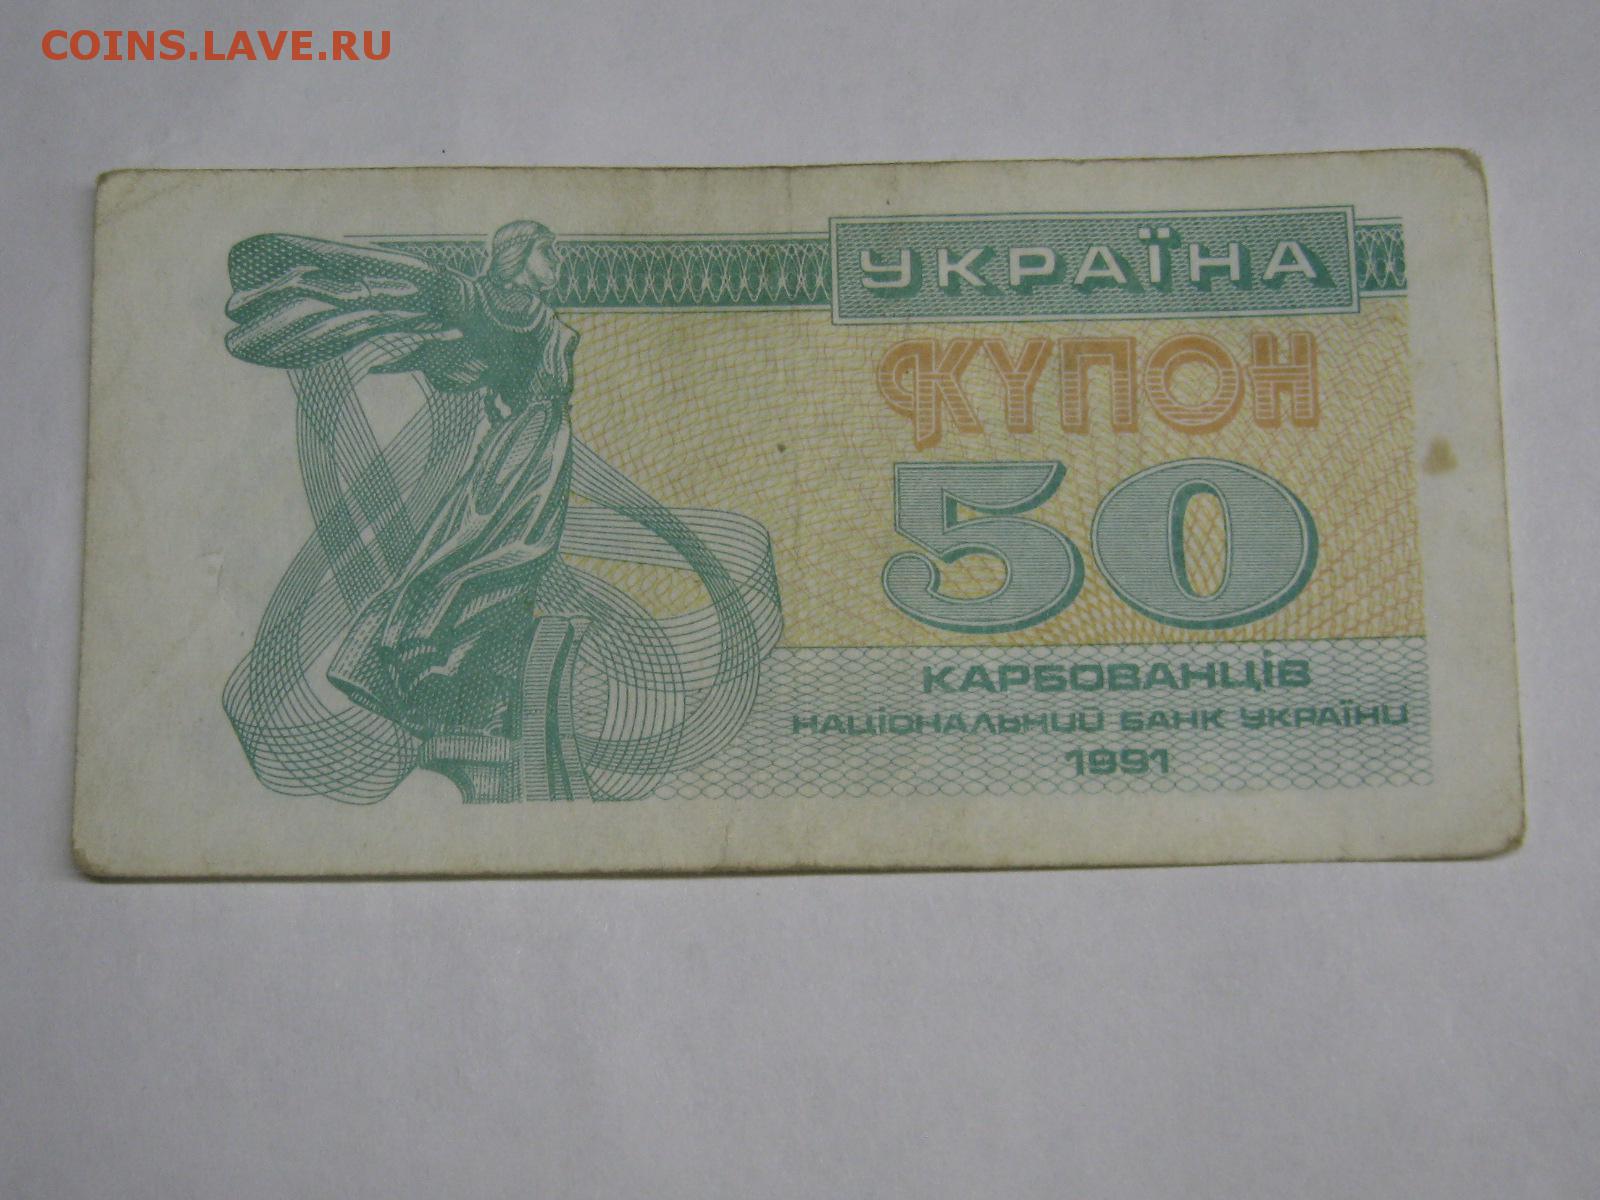 COINS.LAVE.RU
УКРАЇНА
КУПОН
50
КАРБОВАНЦІВ
НАЦІОНАЛЬНИЙ БАНК УКРАЇНИ
1991